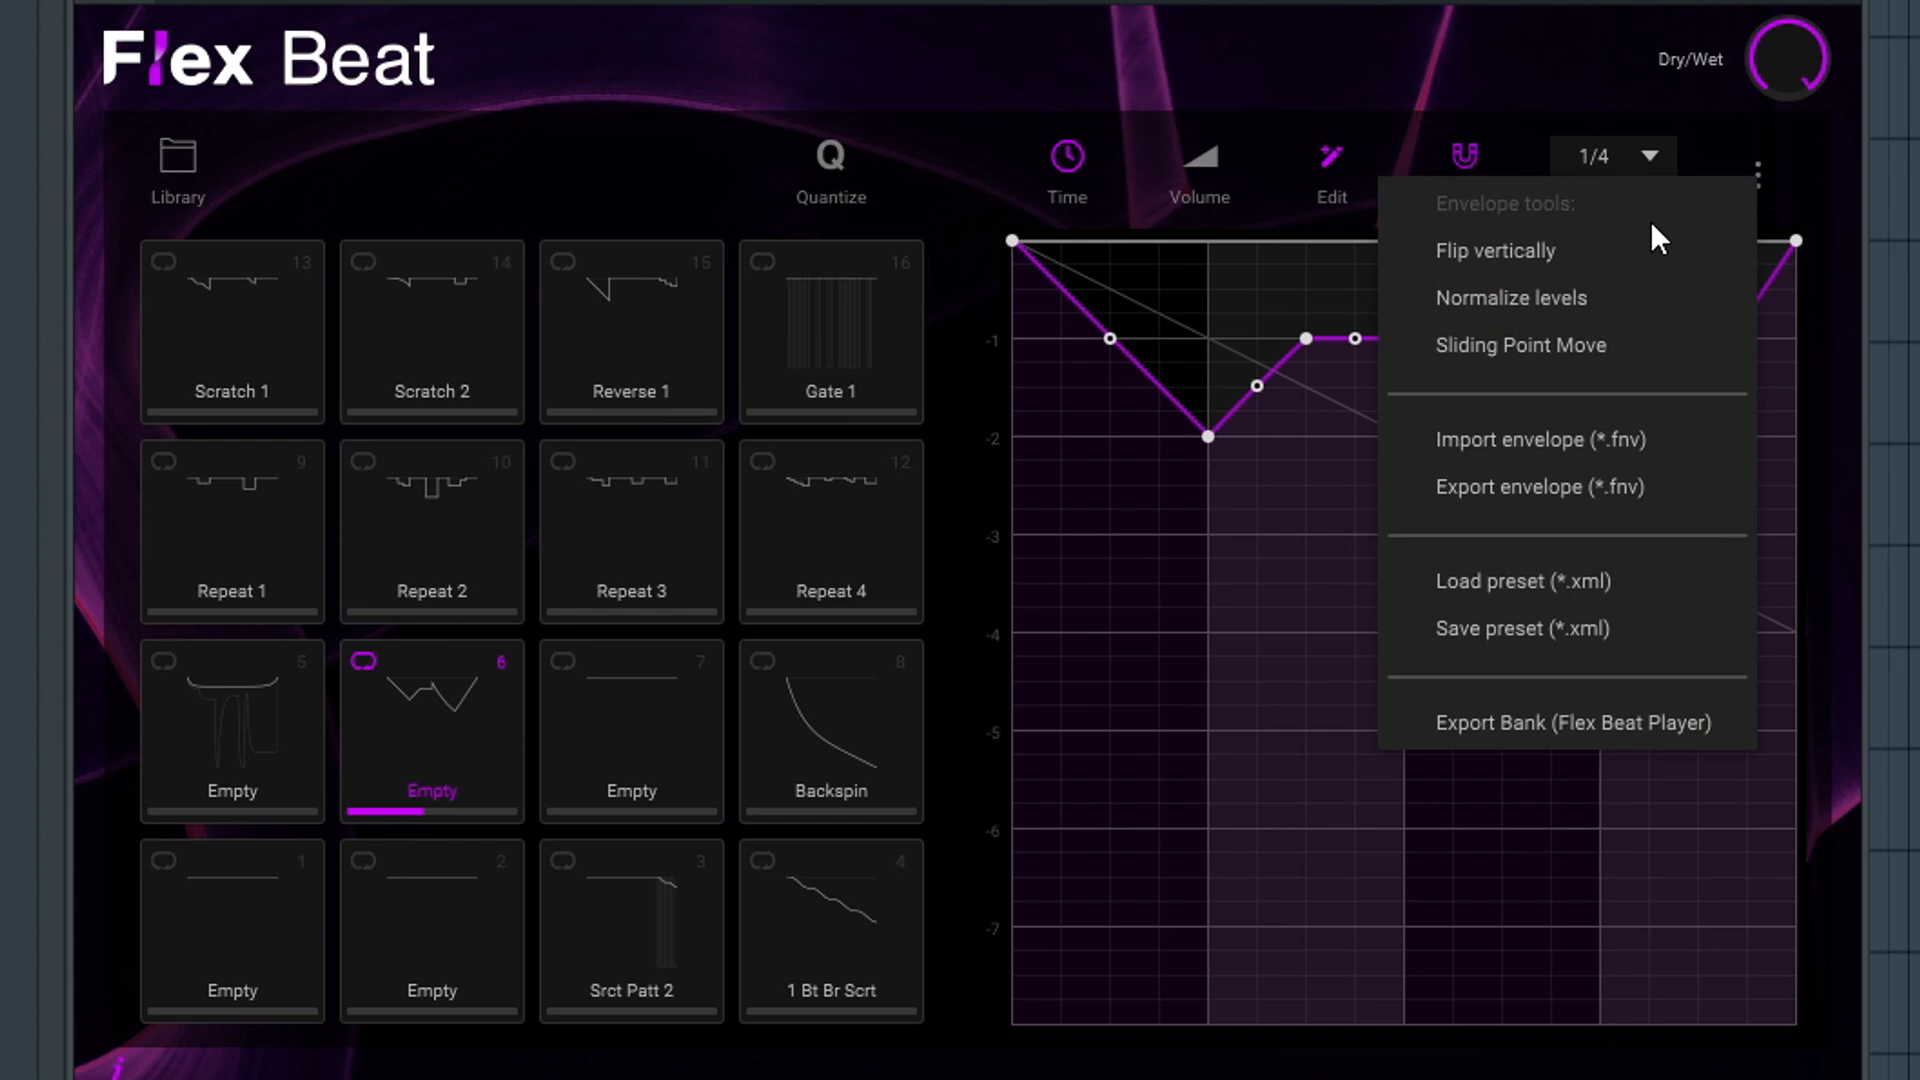 Flex Beat
Dry/Wet
Library
Q
Quantize
Time
Volume
Edit
1/4
Envelope tools:
Flip vertically
Normalize levels
Sliding Point Move
Import envelope (*.fnv)
Export envelope (*.fnv)
Load preset (*.xml)
Save preset (*.xml)
Export Bank (Flex Beat Player)
13
Scratch 1
14
Scratch 2
15
Reverse 1
16
Gate 1
9
Repeat 1
10
Repeat 2
11
Repeat 3
12
Repeat 4
5
Empty
6
Empty
7
Empty
8
Backspin
1
Empty
2
Empty
3
Srct Patt 2
4
1 Bt Br Scrt
-1
-2
-3
-4
-5
-6
-7
i